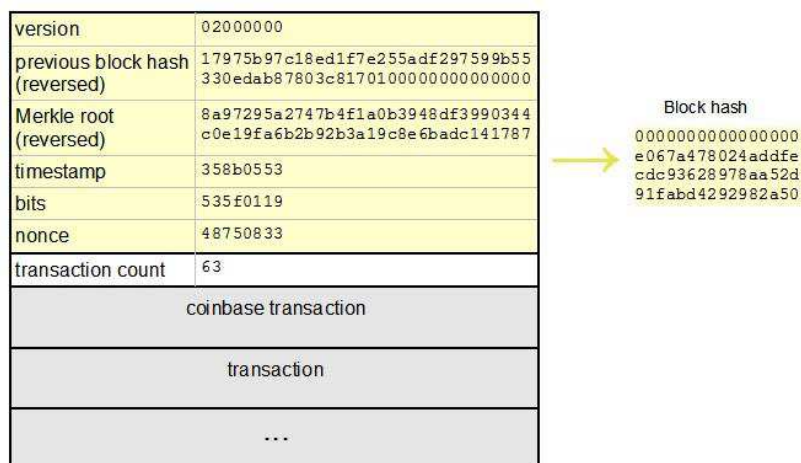 version 02000000
previous block hash 17975b97c18ed1f7e255adf297599b55
(reversed) 330edab87803c8170100000000000000
Merkle root 8a97295a2747b4f1a0b3948df3990344
(reversed) c0e19fa6b2b92b3a19c8e6badc141787
timestamp 358b0553
bits 535f0119
nonce 48750833
transaction count 63
coinbase transaction
transaction
...
Block hash
0000000000000000
e067a478024addfe
cdc93628978aa52d
91fabd4292982a50